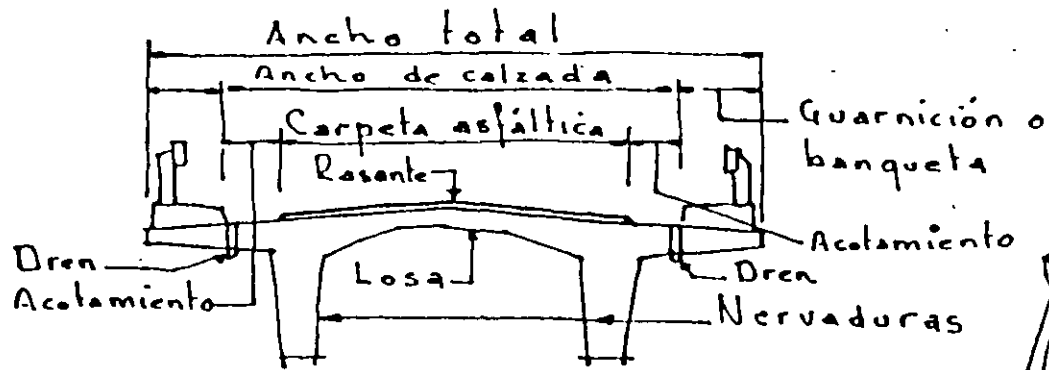 Ancho total
Ancho de calzada
Carpeta asfáltica
Guarnición o
banqueta
Rasante
Acotamiento
Dren
Losa
Dren
Acotamiento
Nervaduras